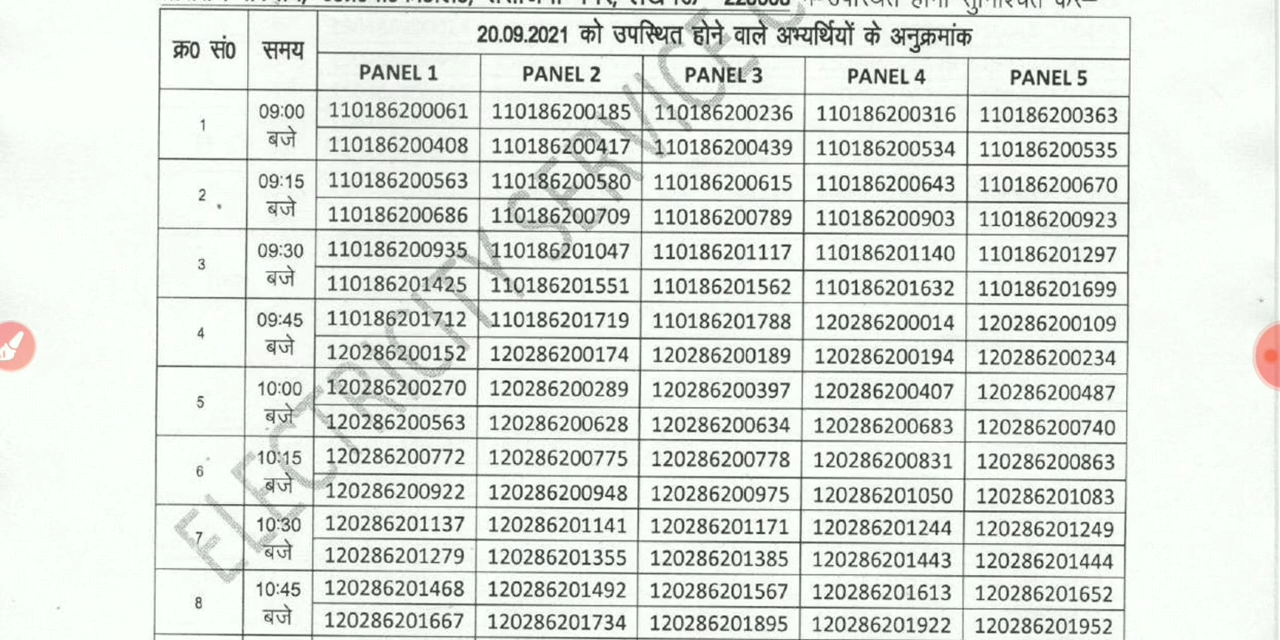 20.09.2021 को उपस्थित होने वाले अभ्यर्थियों के अनुक्रमांक
क्र0 सं0 समय
PANEL 1 PANEL 2 PANEL 3 PANEL 4 PANEL 5
1 09:00 बजे 110186200061 110186200185 110186200236 110186200316 110186200363
110186200408 110186200417 110186200439 110186200534 110186200535
2 09:15 बजे 110186200563 110186200580 110186200615 110186200643 110186200670
110186200686 110186200709 110186200789 110186200903 110186200923
3 09:30 बजे 110186200935 110186201047 110186201117 110186201140 110186201297
110186201425 110186201551 110186201562 110186201632 110186201699
4 09:45 बजे 110186201712 110186201719 110186201788 120286200014 120286200109
120286200152 120286200174 120286200189 120286200194 120286200234
5 10:00 बजे 120286200270 120286200289 120286200397 120286200407 120286200487
120286200563 120286200628 120286200634 120286200683 120286200740
6 10:15 बजे 120286200772 120286200775 120286200778 120286200831 120286200863
120286200922 120286200948 120286200975 120286201050 120286201083
7 10:30 बजे 120286201137 120286201141 120286201171 120286201244 120286201249
120286201279 120286201355 120286201385 120286201443 120286201444
8 10:45 बजे 120286201468 120286201492 120286201567 120286201613 120286201652
120286201667 120286201734 120286201895 120286201922 120286201952
ELECTRICITY SERVICE